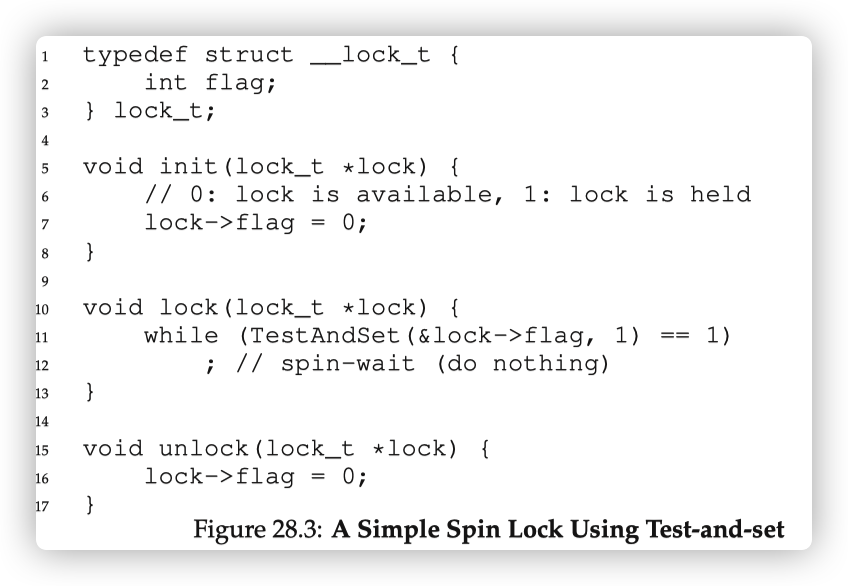 1 typedef struct __lock_t {
2 int flag;
3 } lock_t;
4
5 void init(lock_t *lock) {
6 // 0: lock is available, 1: lock is held
7 lock->flag = 0;
8 }
9
10 void lock(lock_t *lock) {
11 while (TestAndSet(&lock->flag, 1) == 1)
12 ; // spin-wait (do nothing)
13 }
14
15 void unlock(lock_t *lock) {
16 lock->flag = 0;
17 }
Figure 28.3: A Simple Spin Lock Using Test-and-set